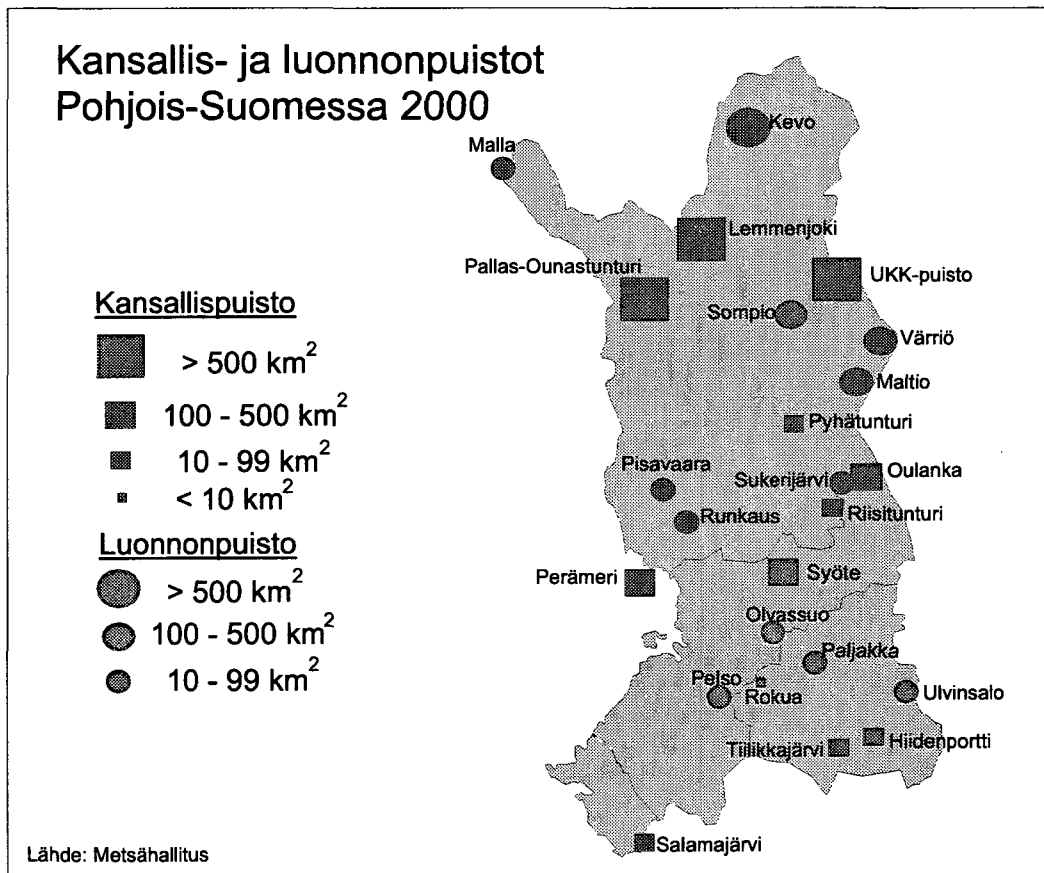 Kansallis- ja luonnonpuistot
Pohjois-Suomessa 2000
Kevo
Malla
Lemmenjoki
Pallas-Ounastunturi
UKK-puisto
Sompio
Värriö
Maltio
Pyhätunturi
Pisavaara
Sukerijärvi
Oulanka
Runkaus
Riisitunturi
Perämeri
Syöte
Olvassuo
Paljakka
Pelso
Rokua
Ulvinsalo
Tiilikkajärvi
Hiidenportti
Salamajärvi
Kansallispuisto
> 500 km²
100 - 500 km²
10 - 99 km²
< 10 km²
Luonnonpuisto
> 500 km²
100 - 500 km²
10 - 99 km²
Lähde: Metsähallitus